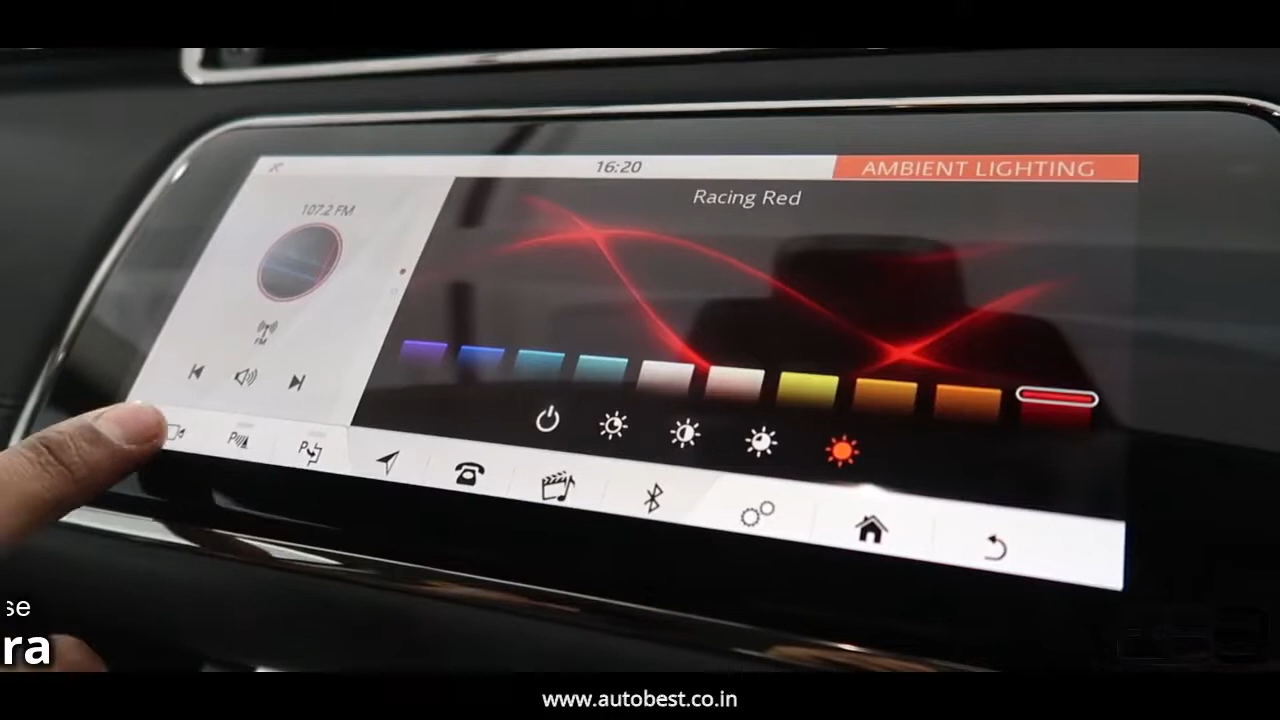 16:20
AMBIENT LIGHTING
107.2 FM
Racing Red
FM
P
P
se
ra
www.autobest.co.in